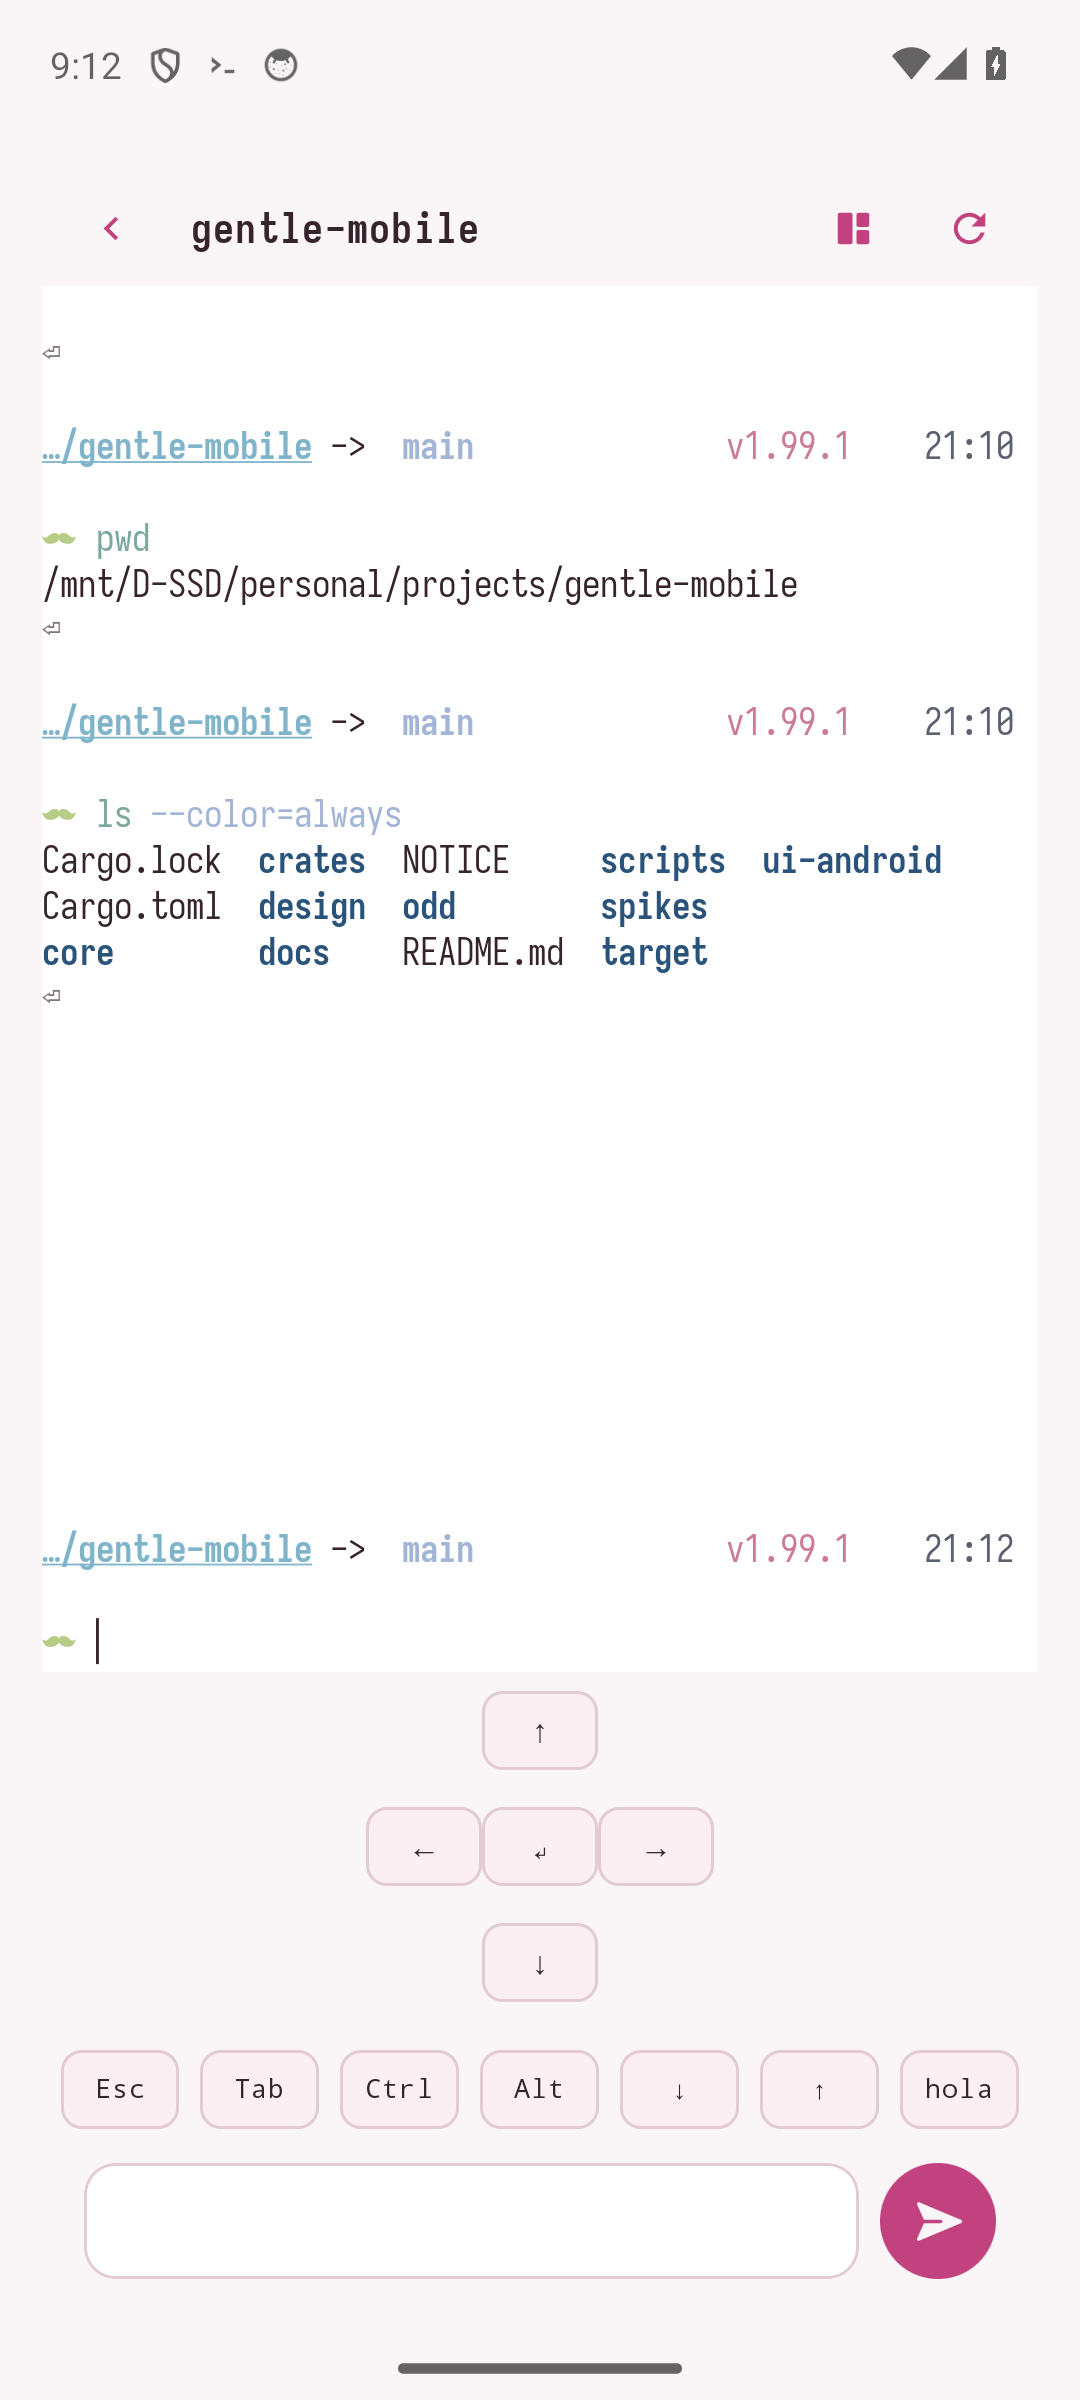 9:12
gentle-mobile
⏎
…/gentle-mobile -> main v1.99.1 21:10
pwd
/mnt/D-SSD/personal/projects/gentle-mobile
⏎
…/gentle-mobile -> main v1.99.1 21:10
ls --color=always
Cargo.lock crates NOTICE scripts ui-android
Cargo.toml design odd spikes
core docs README.md target
⏎
…/gentle-mobile -> main v1.99.1 21:12
↑
← ↲ →
↓
Esc Tab Ctrl Alt ↓ ↑ hola